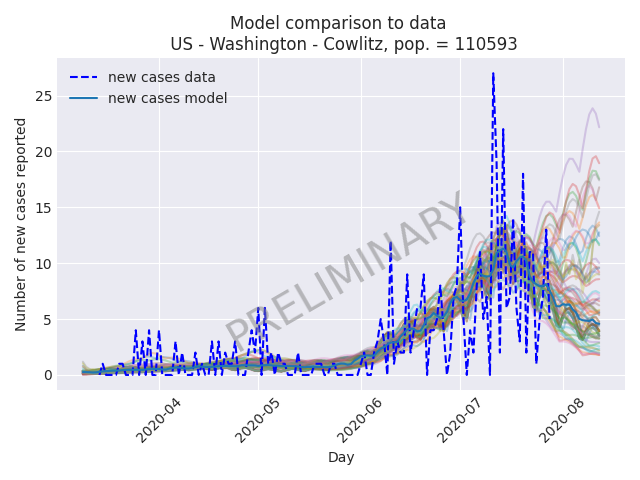 Model comparison to data
US - Washington - Cowlitz, pop. = 110593
new cases data
new cases model
PRELIMINARY
Number of new cases reported
25
20
15
10
5
0
2020-04
2020-05
2020-06
2020-07
2020-08
Day